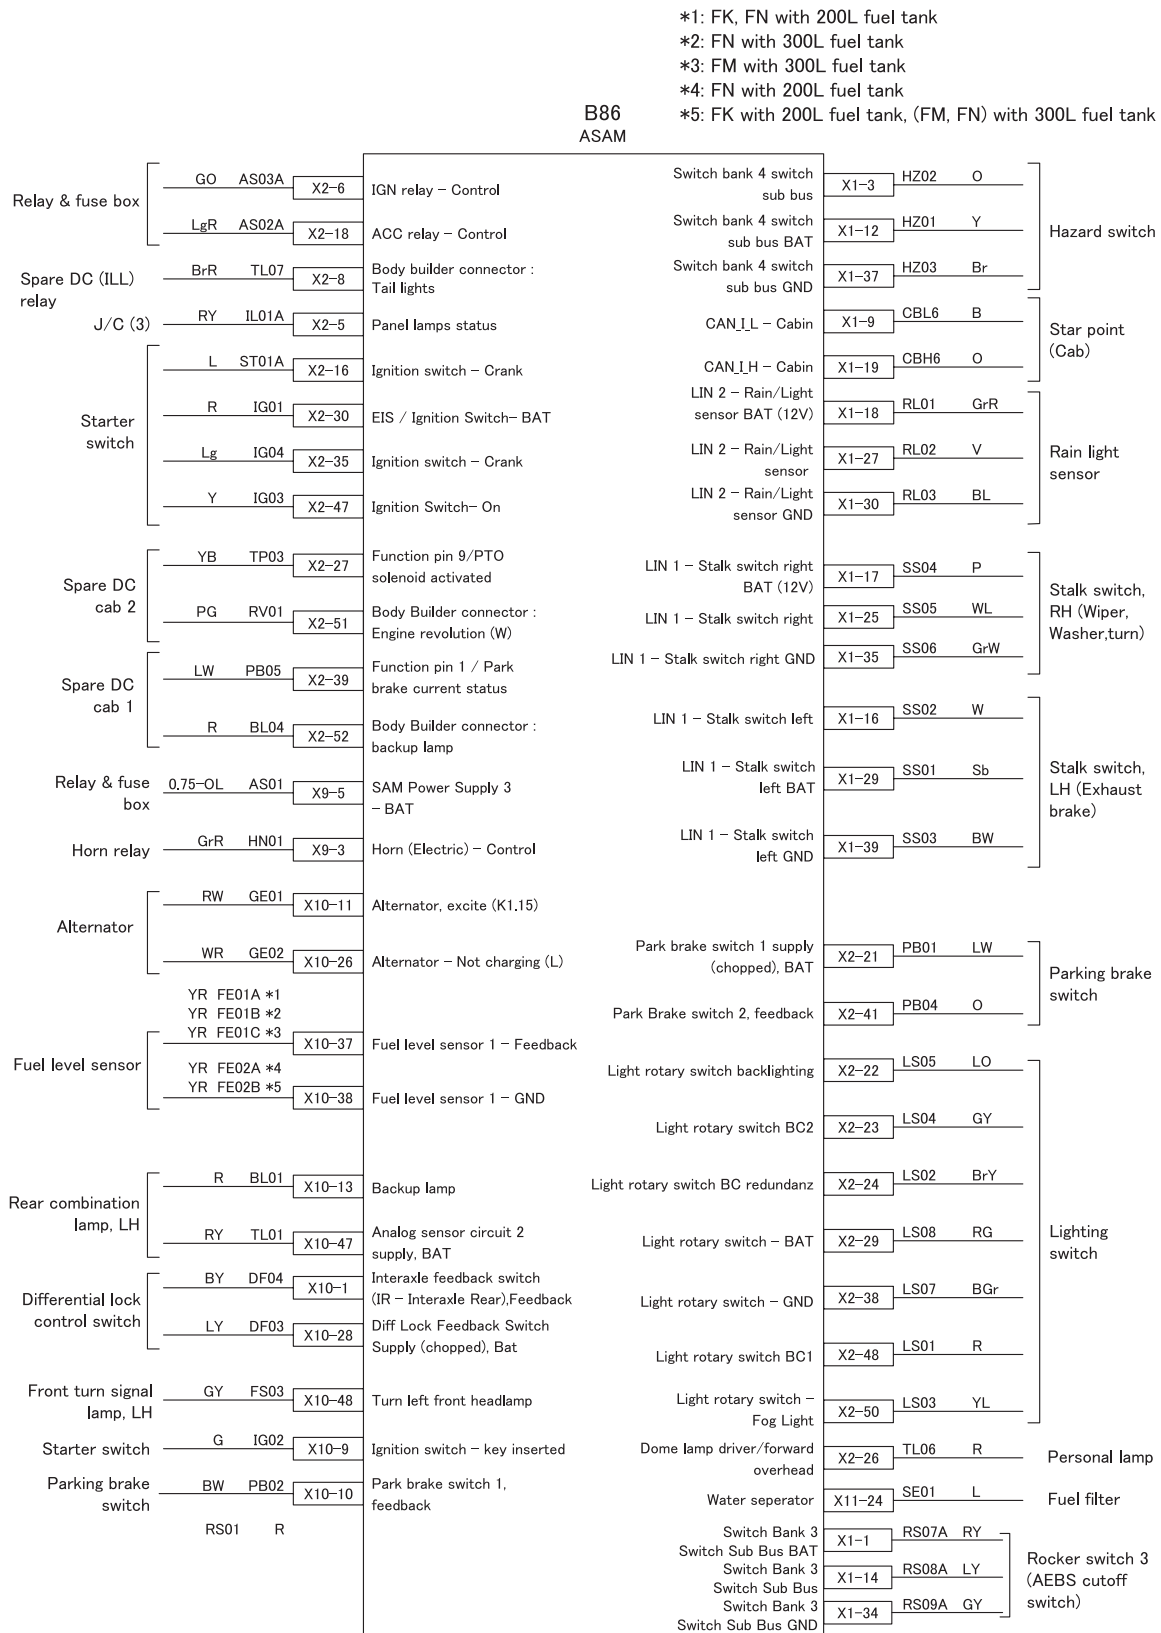 *1: FK, FN with 200L fuel tank
*2: FN with 300L fuel tank
*3: FM with 300L fuel tank
*4: FN with 200L fuel tank
*5: FK with 200L fuel tank, (FM, FN) with 300L fuel tank
B86
ASAM
Relay & fuse box
GO AS03A X2-6 IGN relay - Control
LgR AS02A X2-18 ACC relay - Control
Spare DC (ILL)
relay
BrR TL07 X2-8 Body builder connector :
Tail lights
J/C (3) RY IL01A X2-5 Panel lamps status
Starter
switch
L ST01A X2-16 Ignition switch - Crank
R IG01 X2-30 EIS / Ignition Switch- BAT
Lg IG04 X2-35 Ignition switch - Crank
Y IG03 X2-47 Ignition Switch- On
Spare DC
cab 2
YB TP03 X2-27 Function pin 9/PTO
solenoid activated
PG RV01 X2-51 Body Builder connector :
Engine revolution (W)
Spare DC
cab 1
LW PB05 X2-39 Function pin 1 / Park
brake current status
R BL04 X2-52 Body Builder connector :
backup lamp
Relay & fuse
box
0.75-OL AS01 X9-5 SAM Power Supply 3
- BAT
Horn relay GrR HN01 X9-3 Horn (Electric) - Control
Alternator
RW GE01 X10-11 Alternator, excite (K1.15)
WR GE02 X10-26 Alternator - Not charging (L)
Fuel level sensor
YR FE01A *1
YR FE01B *2
YR FE01C *3 X10-37 Fuel level sensor 1 - Feedback
YR FE02A *4
YR FE02B *5 X10-38 Fuel level sensor 1 - GND
Rear combination
lamp, LH
R BL01 X10-13 Backup lamp
RY TL01 X10-47 Analog sensor circuit 2
supply, BAT
Differential lock
control switch
BY DF04 X10-1 Interaxle feedback switch
(IR - Interaxle Rear),Feedback
LY DF03 X10-28 Diff Lock Feedback Switch
Supply (chopped), Bat
Front turn signal
lamp, LH
GY FS03 X10-48 Turn left front headlamp
Starter switch G IG02 X10-9 Ignition switch - key inserted
Parking brake
switch
BW PB02 X10-10 Park brake switch 1,
feedback
RS01 R
Switch bank 4 switch
sub bus X1-3 HZ02 O
Switch bank 4 switch
sub bus BAT X1-12 HZ01 Y
Switch bank 4 switch
sub bus GND X1-37 HZ03 Br
Hazard switch
CAN_I_L - Cabin X1-9 CBL6 B
CAN_I_H - Cabin X1-19 CBH6 O
Star point
(Cab)
LIN 2 - Rain/Light
sensor BAT (12V) X1-18 RL01 GrR
LIN 2 - Rain/Light
sensor X1-27 RL02 V
LIN 2 - Rain/Light
sensor GND X1-30 RL03 BL
Rain light
sensor
LIN 1 - Stalk switch right
BAT (12V) X1-17 SS04 P
LIN 1 - Stalk switch right X1-25 SS05 WL
LIN 1 - Stalk switch right GND X1-35 SS06 GrW
Stalk switch,
RH (Wiper,
Washer,turn)
LIN 1 - Stalk switch left X1-16 SS02 W
LIN 1 - Stalk switch
left BAT X1-29 SS01 Sb
LIN 1 - Stalk switch
left GND X1-39 SS03 BW
Stalk switch,
LH (Exhaust
brake)
Park brake switch 1 supply
(chopped), BAT X2-21 PB01 LW
Park Brake switch 2, feedback X2-41 PB04 O
Parking brake
switch
Light rotary switch backlighting X2-22 LS05 LO
Light rotary switch BC2 X2-23 LS04 GY
Light rotary switch BC redundanz X2-24 LS02 BrY
Light rotary switch - BAT X2-29 LS08 RG
Light rotary switch - GND X2-38 LS07 BGr
Light rotary switch BC1 X2-48 LS01 R
Light rotary switch -
Fog Light X2-50 LS03 YL
Lighting
switch
Dome lamp driver/forward
overhead X2-26 TL06 R Personal lamp
Water seperator X11-24 SE01 L Fuel filter
Switch Bank 3
Switch Sub Bus BAT X1-1 RS07A RY
Switch Bank 3
Switch Sub Bus X1-14 RS08A LY
Switch Bank 3
Switch Sub Bus GND X1-34 RS09A GY
Rocker switch 3
(AEBS cutoff
switch)